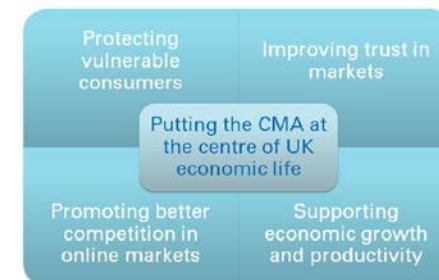 Protecting
vulnerable
consumers
Improving trust in
markets
Putting the CMA at
the centre of UK
economic life
Promoting better
competition in
online markets
Supporting
economic growth
and productivity